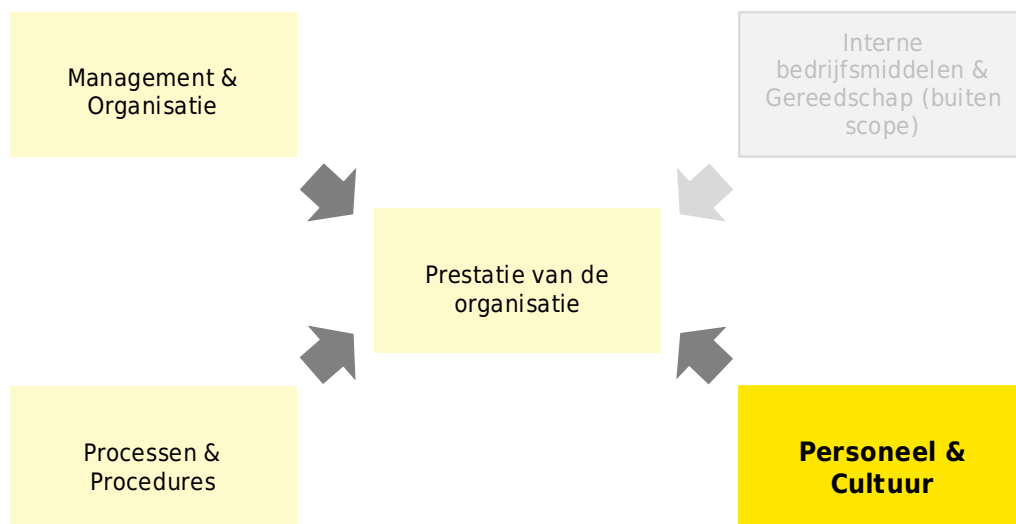 Management &
Organisatie
Interne
bedrijfsmiddelen &
Gereedschap (buiten
scope)
Prestatie van de
organisatie
Processen &
Procedures
Personeel &
Cultuur